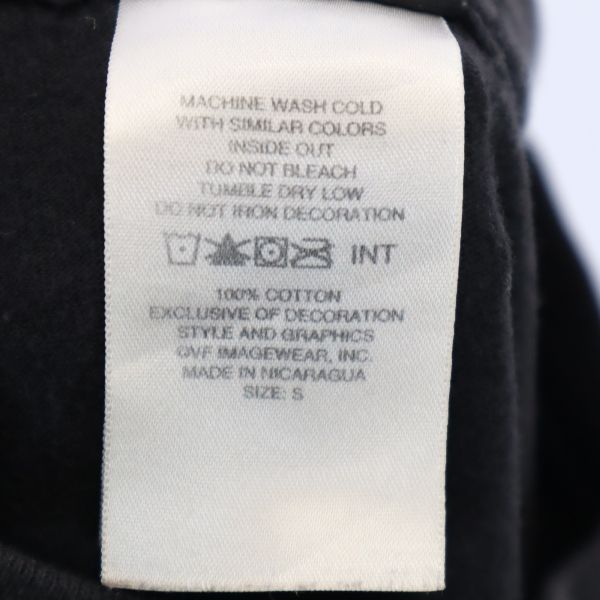 MACHINE WASH COLD
WITH SIMILAR COLORS
INSIDE OUT
DO NOT BLEACH
TUMBLE DRY LOW
DO NOT IRON DECORATION
INT
100% COTTON
EXCLUSIVE OF DECORATION
STYLE AND GRAPHICS
GVF IMAGEWEAR, INC.
MADE IN NICARAGUA
SIZE: S